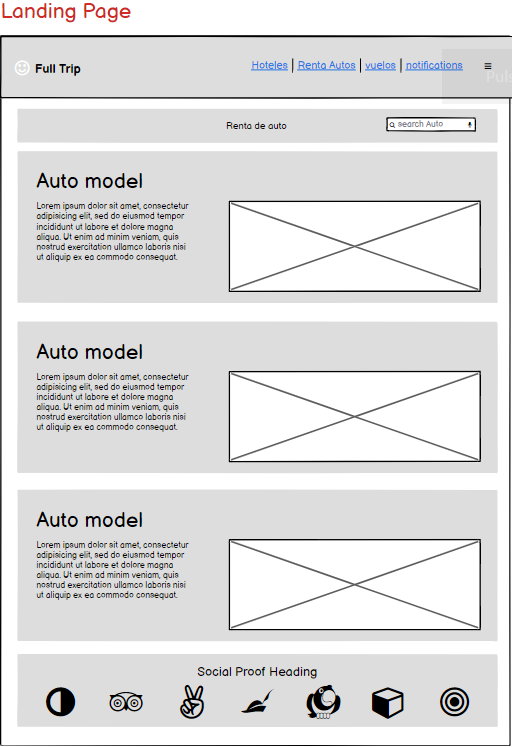 Landing Page
Full Trip
Hoteles | Renta Autos | vuelos | notifications
Renta de auto
search Auto
Auto model
Lorem ipsum dolor sit amet, consectetur
adipisicing elit, sed do eiusmod tempor
incididunt ut labore et dolore magna
aliqua. Ut enim ad minim veniam, quis
nostrud exercitation ullamco laboris nisi
ut aliquip ex ea commodo consequat.
Auto model
Lorem ipsum dolor sit amet, consectetur
adipisicing elit, sed do eiusmod tempor
incididunt ut labore et dolore magna
aliqua. Ut enim ad minim veniam, quis
nostrud exercitation ullamco laboris nisi
ut aliquip ex ea commodo consequat.
Auto model
Lorem ipsum dolor sit amet, consectetur
adipisicing elit, sed do eiusmod tempor
incididunt ut labore et dolore magna
aliqua. Ut enim ad minim veniam, quis
nostrud exercitation ullamco laboris nisi
ut aliquip ex ea commodo consequat.
Social Proof Heading